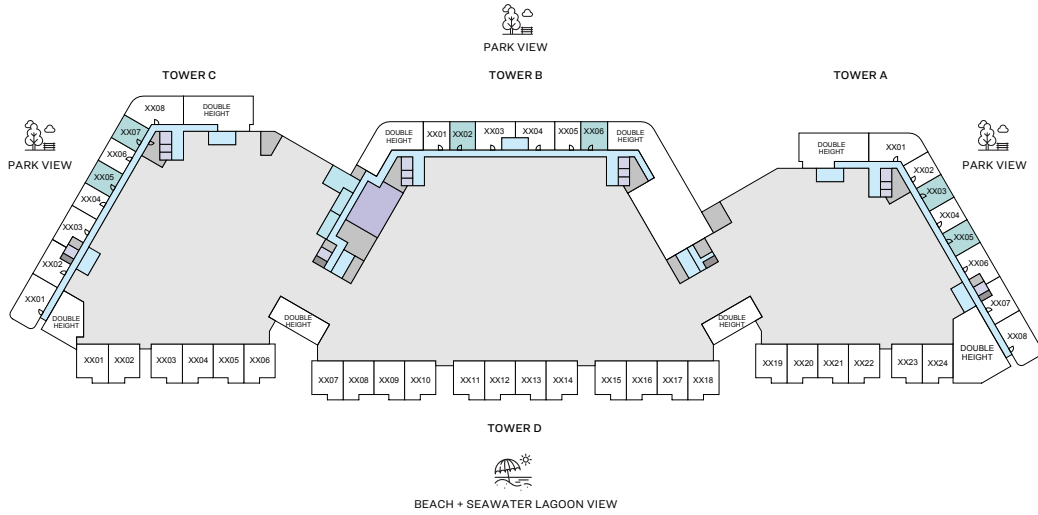 PARK VIEW
TOWER C
TOWER B
TOWER A
PARK VIEW
PARK VIEW
XX08
DOUBLE
HEIGHT
XX07
XX06
XX05
XX04
XX03
XX02
XX01
DOUBLE
HEIGHT
DOUBLE
HEIGHT
XX01
XX02
XX03
XX04
XX05
XX06
DOUBLE
HEIGHT
DOUBLE
HEIGHT
XX01
XX02
XX03
XX04
XX05
XX06
XX07
XX08
DOUBLE
HEIGHT
DOUBLE
HEIGHT
DOUBLE
HEIGHT
XX01
XX02
XX03
XX04
XX05
XX06
XX07
XX08
XX09
XX10
XX11
XX12
XX13
XX14
XX15
XX16
XX17
XX18
XX19
XX20
XX21
XX22
XX23
XX24
TOWER D
BEACH + SEAWATER LAGOON VIEW